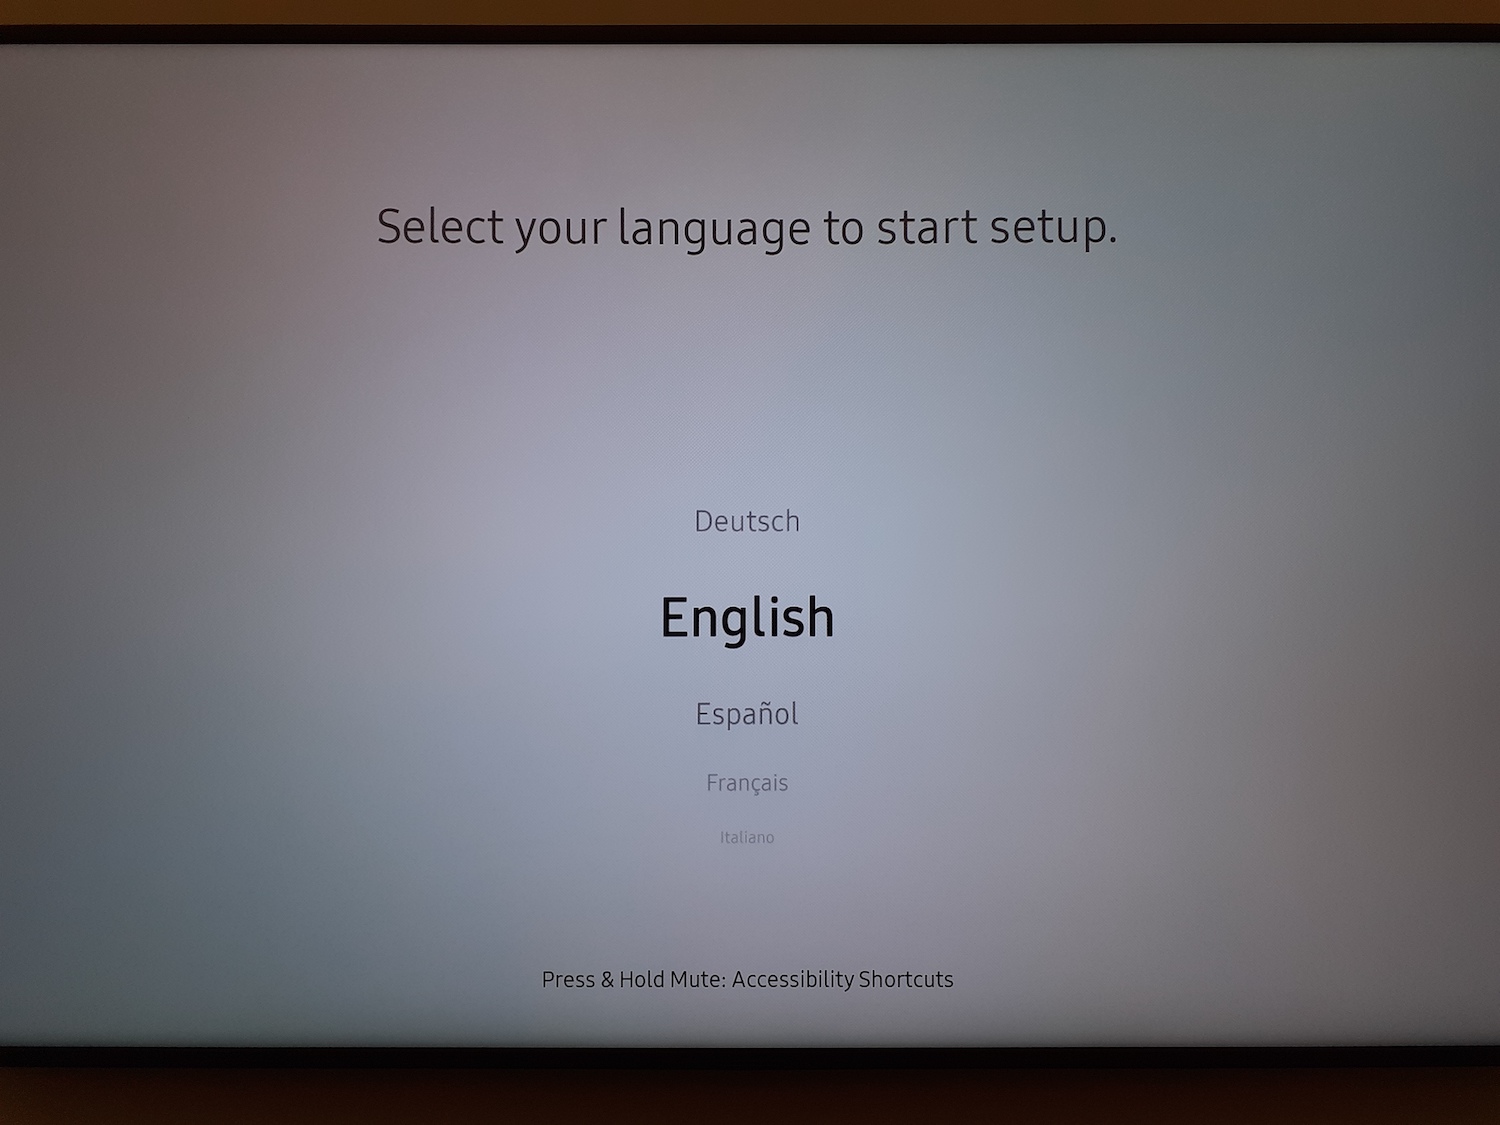 Select your language to start setup.
Deutsch
English
Español
Français
Italiano
Press & Hold Mute: Accessibility Shortcuts